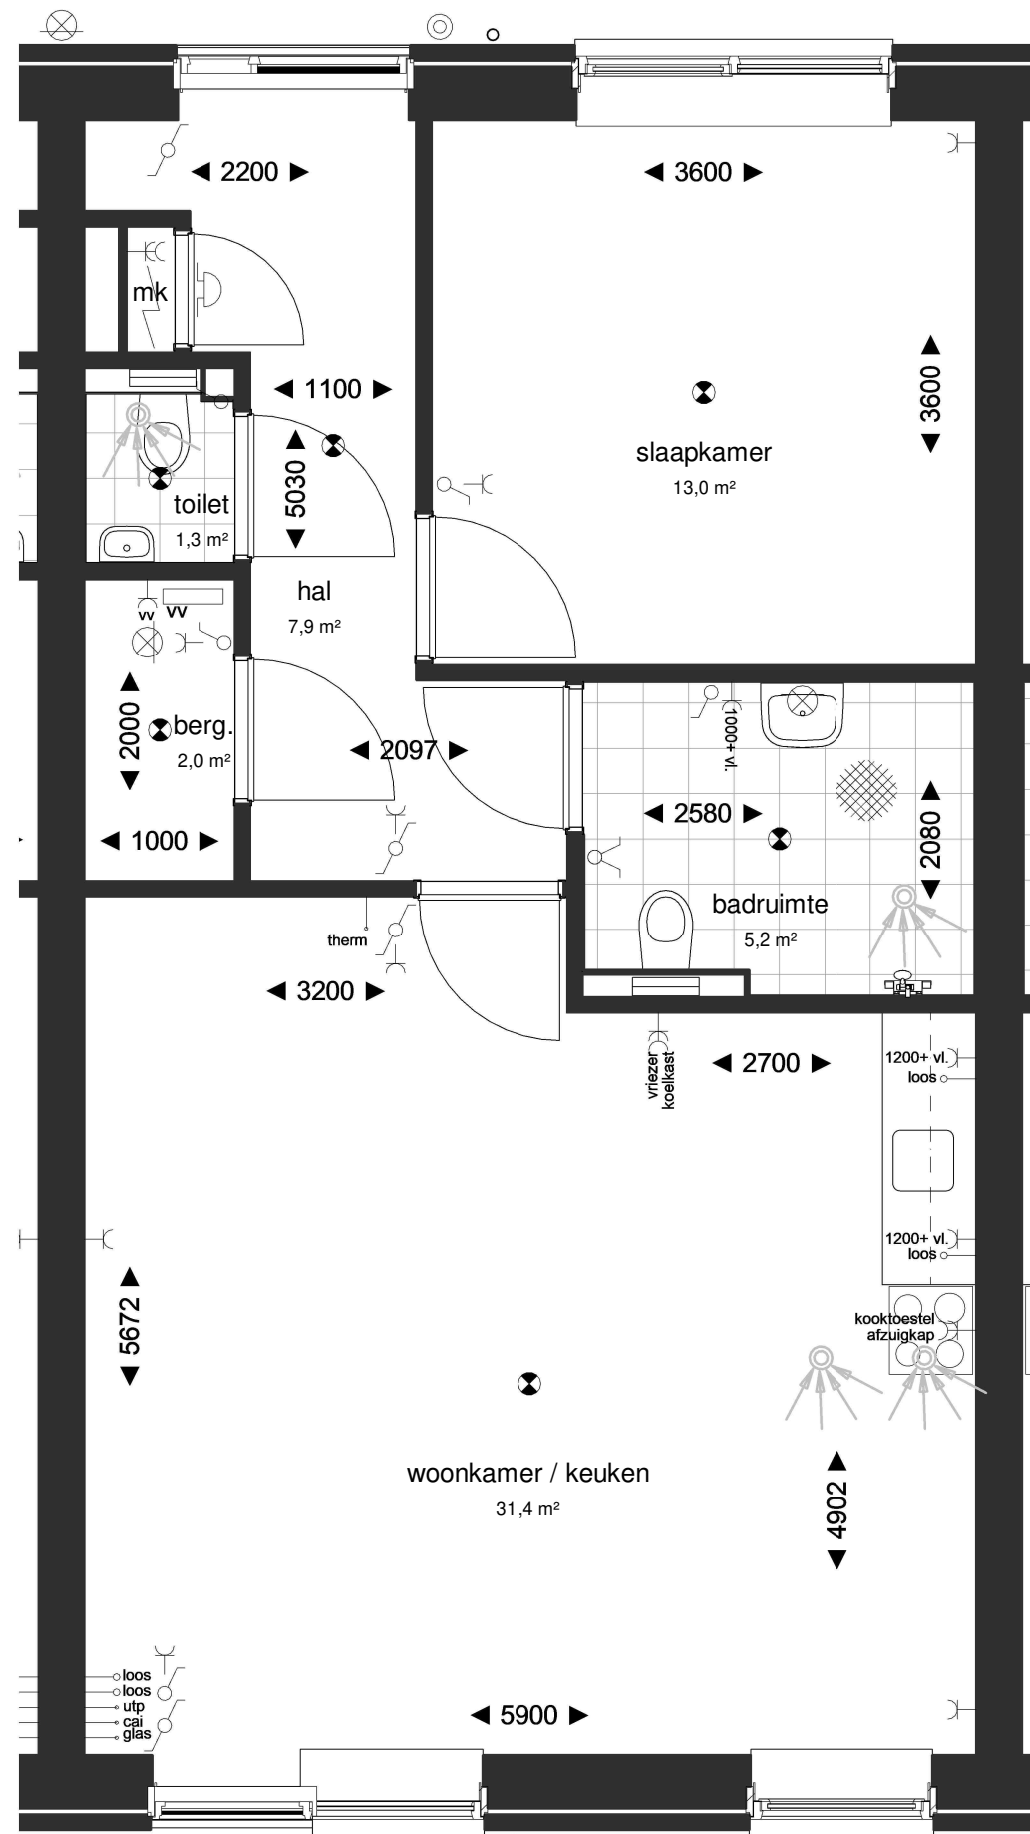 2200
3600
mk
1100
3600
slaapkamer
13,0 m²
5030
toilet
1,3 m²
hal
7,9 m²
vv
vv
2000
berg.
2,0 m²
2097
1000+ vl.
2580
2080
1000
badruimte
5,2 m²
therm
3200
vriezer
koelkast
2700
1200+ vl.
loos
1200+ vl.
loos
5672
kooktoestel
afzuigkap
woonkamer / keuken
31,4 m²
4902
loos
loos
utp
cai
glas
5900